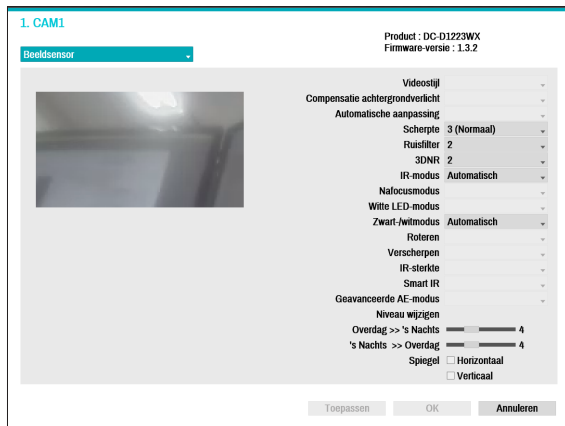 1. CAM1
Product : DC-D1223WX
Firmware-versie : 1.3.2
Beeldsensor
Videostijl
Compensatie achtergrondverlicht
Automatische aanpassing
Scherpte 3 (Normaal)
Ruisfilter 2
3DNR 2
IR-modus Automatisch
Nafocusmodus
Witte LED-modus
Zwart-/witmodus Automatisch
Roteren
Verscherpen
IR-sterkte
Smart IR
Geavanceerde AE-modus
Niveau wijzigen
Overdag >> 's Nachts 4
's Nachts >> Overdag 4
Spiegel Horizontaal
Verticaal
Toepassen OK Annuleren